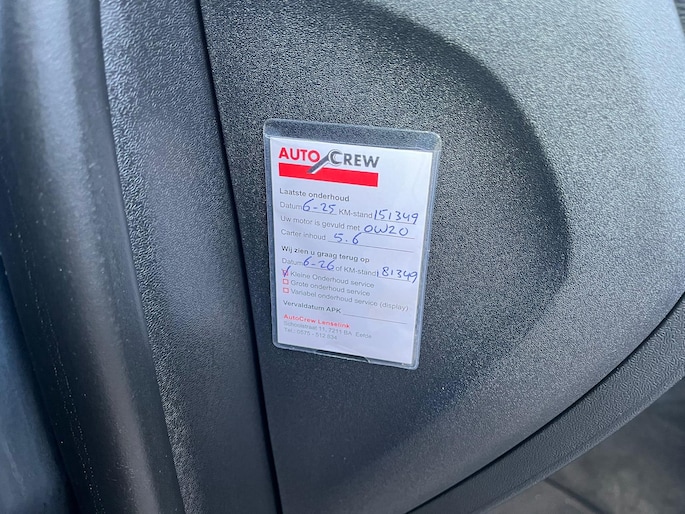 AUTO CREW
Laatste onderhoud
Datum 6-25 KM-stand 151349
Uw motor is gevuld met 0W20
Carter inhoud 5.6
Wij zien u graag terug op
Datum 6-26 of KM-stand 181349
Kleine Onderhoud service
Grote onderhoud service
Variabel onderhoud service (display)
Vervaldatum APK
AutoCrew Lenselink